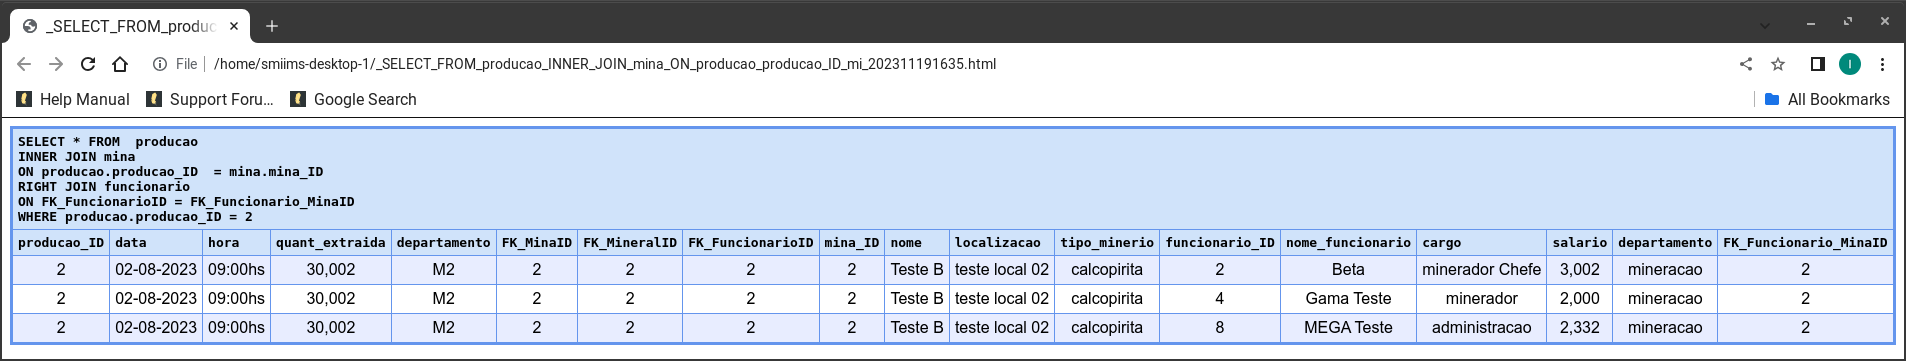 _SELECT_FROM_produc
File /home/smiims-desktop-1/_SELECT_FROM_producao_INNER_JOIN_mina_ON_producao_producao_ID_mi_202311191635.html I
Help Manual Support Foru... Google Search All Bookmarks
SELECT * FROM  producao
INNER JOIN mina
ON producao.producao_ID  = mina.mina_ID
RIGHT JOIN funcionario
ON FK_FuncionarioID = FK_Funcionario_MinaID
WHERE producao.producao_ID = 2
producao_ID data hora quant_extraida departamento FK_MinaID FK_MineralID FK_FuncionarioID mina_ID nome localizacao tipo_minerio funcionario_ID nome_funcionario cargo salario departamento FK_Funcionario_MinaID
2 02-08-2023 09:00hs 30,002 M2 2 2 2 2 Teste B teste local 02 calcopirita 2 Beta minerador Chefe 3,002 mineracao 2
2 02-08-2023 09:00hs 30,002 M2 2 2 2 2 Teste B teste local 02 calcopirita 4 Gama Teste minerador 2,000 mineracao 2
2 02-08-2023 09:00hs 30,002 M2 2 2 2 2 Teste B teste local 02 calcopirita 8 MEGA Teste administracao 2,332 mineracao 2